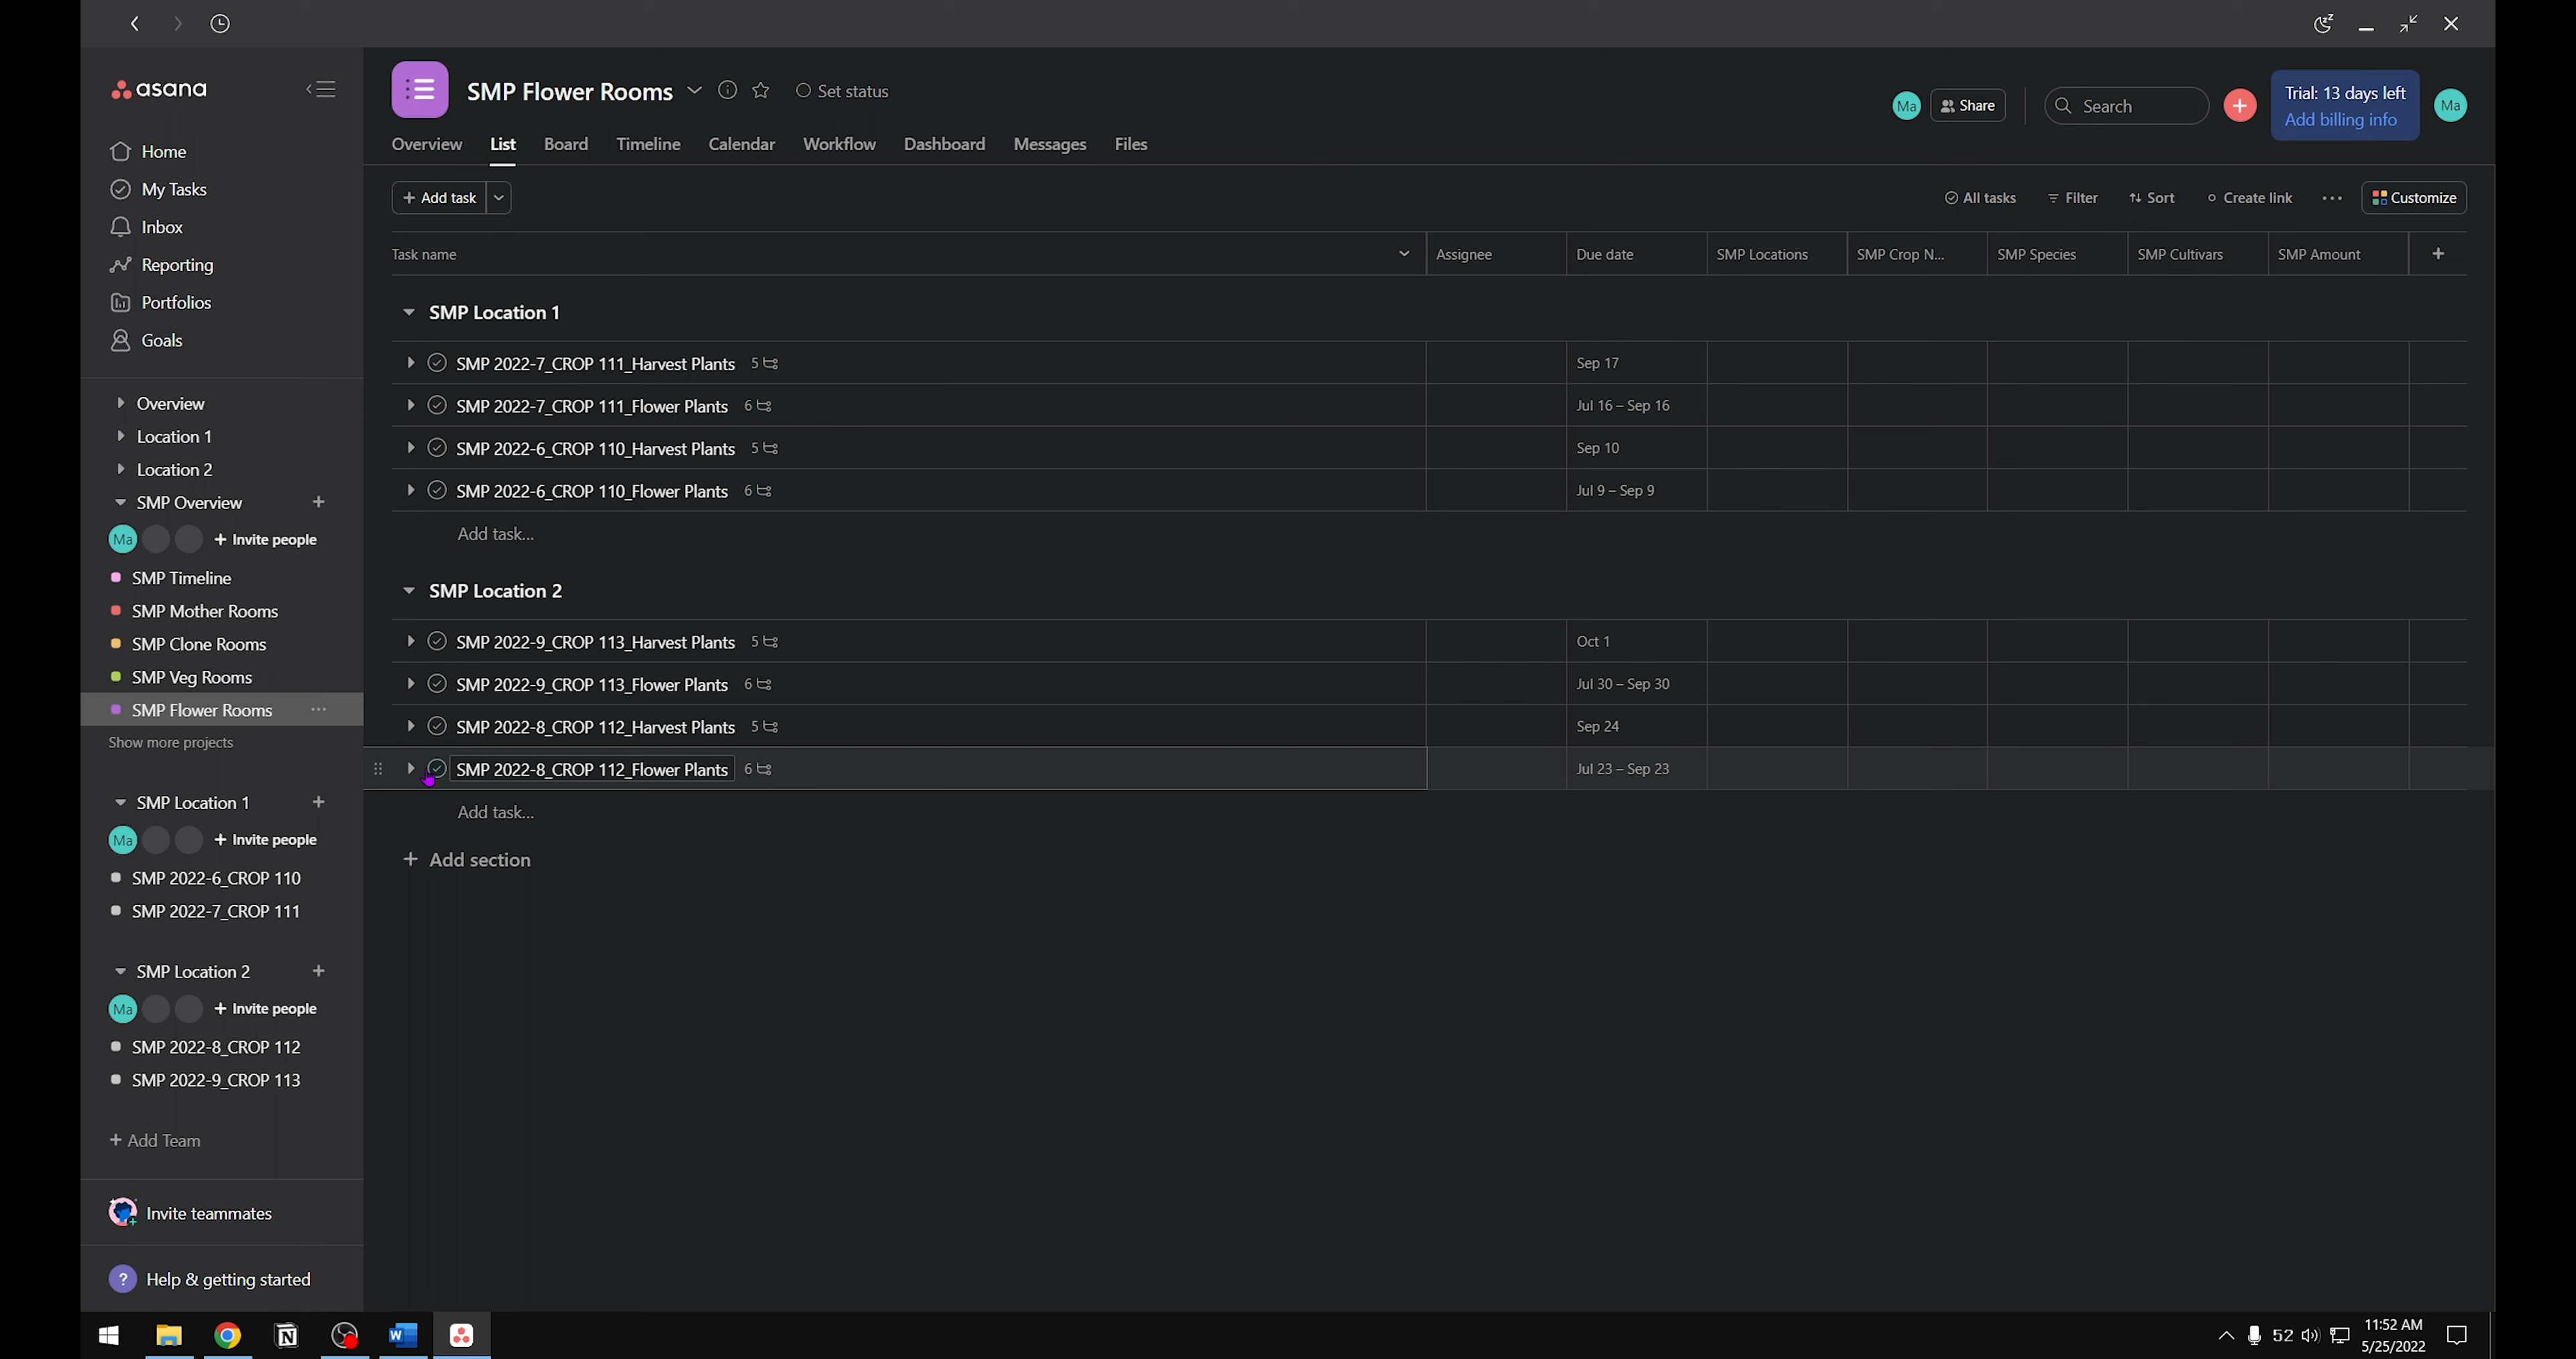 asana
Home
My Tasks
Inbox
Reporting
Portfolios
Goals
Overview
Location 1
Location 2
SMP Overview
Ma
+ Invite people
SMP Timeline
SMP Mother Rooms
SMP Clone Rooms
SMP Veg Rooms
SMP Flower Rooms
Show more projects
SMP Location 1
Ma
+ Invite people
SMP 2022-6_CROP 110
SMP 2022-7_CROP 111
SMP Location 2
Ma
+ Invite people
SMP 2022-8_CROP 112
SMP 2022-9_CROP 113
+ Add Team
Invite teammates
? Help & getting started
SMP Flower Rooms Set status
Ma Share Search Trial: 13 days left Ma
Add billing info
Overview List Board Timeline Calendar Workflow Dashboard Messages Files
+ Add task All tasks Filter Sort Create link ... Customize
Task name Assignee Due date SMP Locations SMP Crop N... SMP Species SMP Cultivars SMP Amount +
SMP Location 1
SMP 2022-7_CROP 111_Harvest Plants 5 Sep 17
SMP 2022-7_CROP 111_Flower Plants 6 Jul 16 – Sep 16
SMP 2022-6_CROP 110_Harvest Plants 5 Sep 10
SMP 2022-6_CROP 110_Flower Plants 6 Jul 9 – Sep 9
Add task...
SMP Location 2
SMP 2022-9_CROP 113_Harvest Plants 5 Oct 1
SMP 2022-9_CROP 113_Flower Plants 6 Jul 30 – Sep 30
SMP 2022-8_CROP 112_Harvest Plants 5 Sep 24
SMP 2022-8_CROP 112_Flower Plants 6 Jul 23 – Sep 23
Add task...
+ Add section
52 11:52 AM
5/25/2022